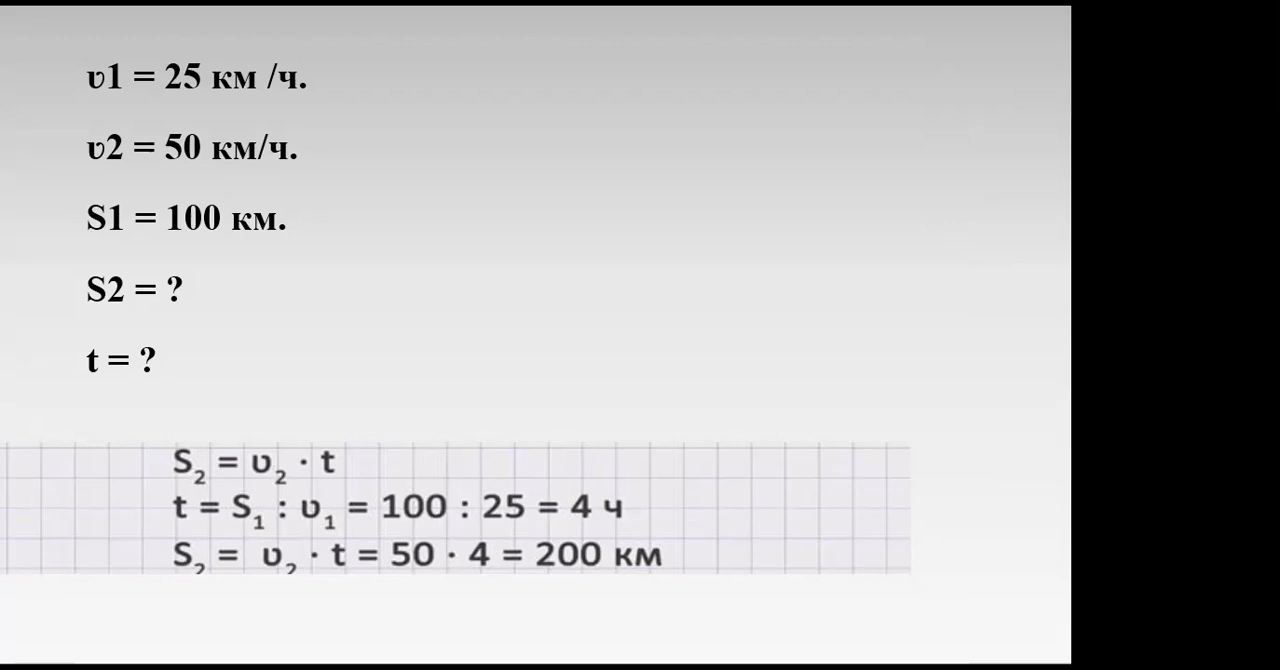 υ1 = 25 км /ч.
υ2 = 50 км/ч.
S1 = 100 км.
S2 = ?
t = ?
S₂ = υ₂ · t
t = S₁ : υ₁ = 100 : 25 = 4 ч
S₂ = υ₂ · t = 50 · 4 = 200 км